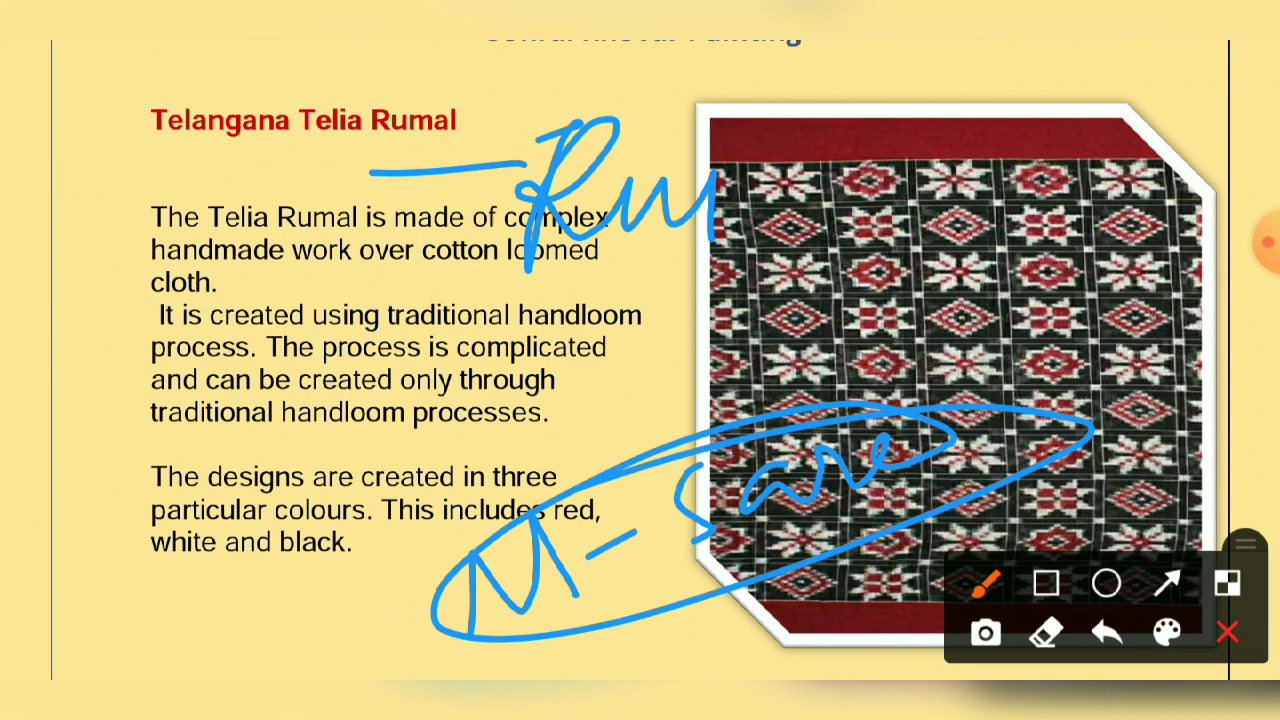 Telangana Telia Rumal
Rum
The Telia Rumal is made of complex
handmade work over cotton loomed
cloth.
It is created using traditional handloom
process. The process is complicated
and can be created only through
traditional handloom processes.
The designs are created in three
particular colours. This includes red,
white and black.
M - Saree